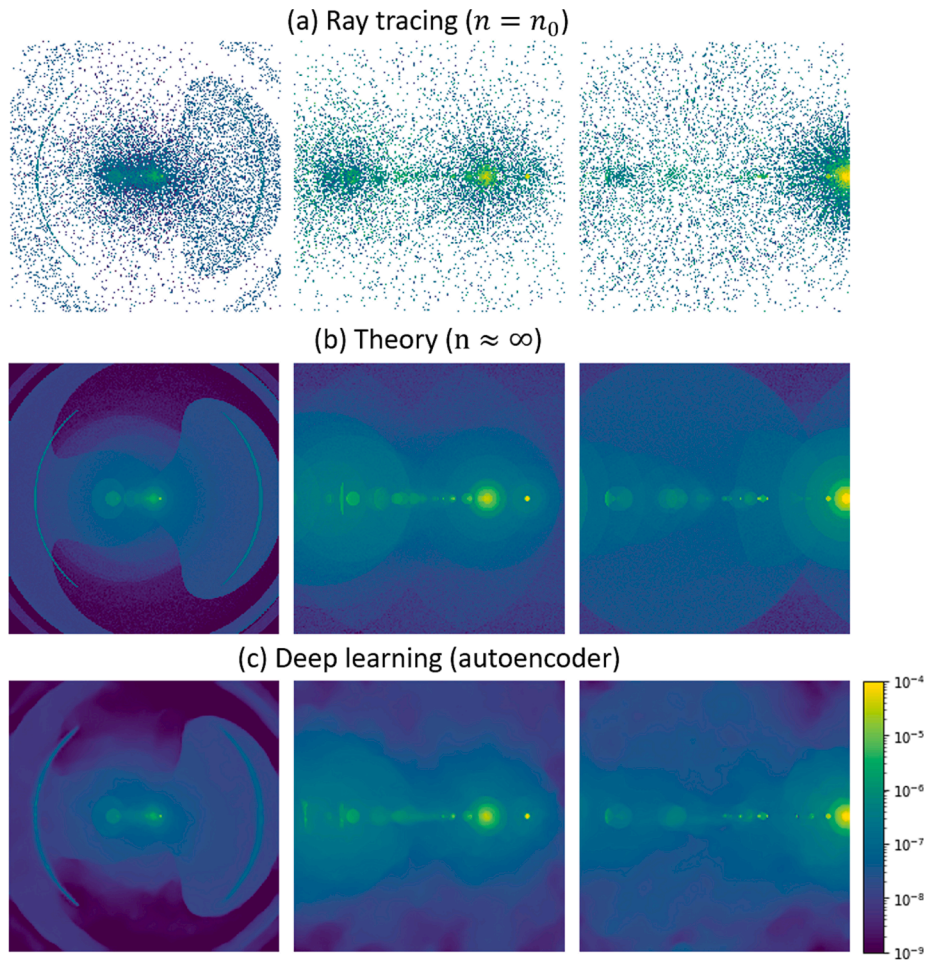 (a) Ray tracing (n = n₀)
(b) Theory (n ≈ ∞)
(c) Deep learning (autoencoder)
10⁻⁴
10⁻⁵
10⁻⁶
10⁻⁷
10⁻⁸
10⁻⁹